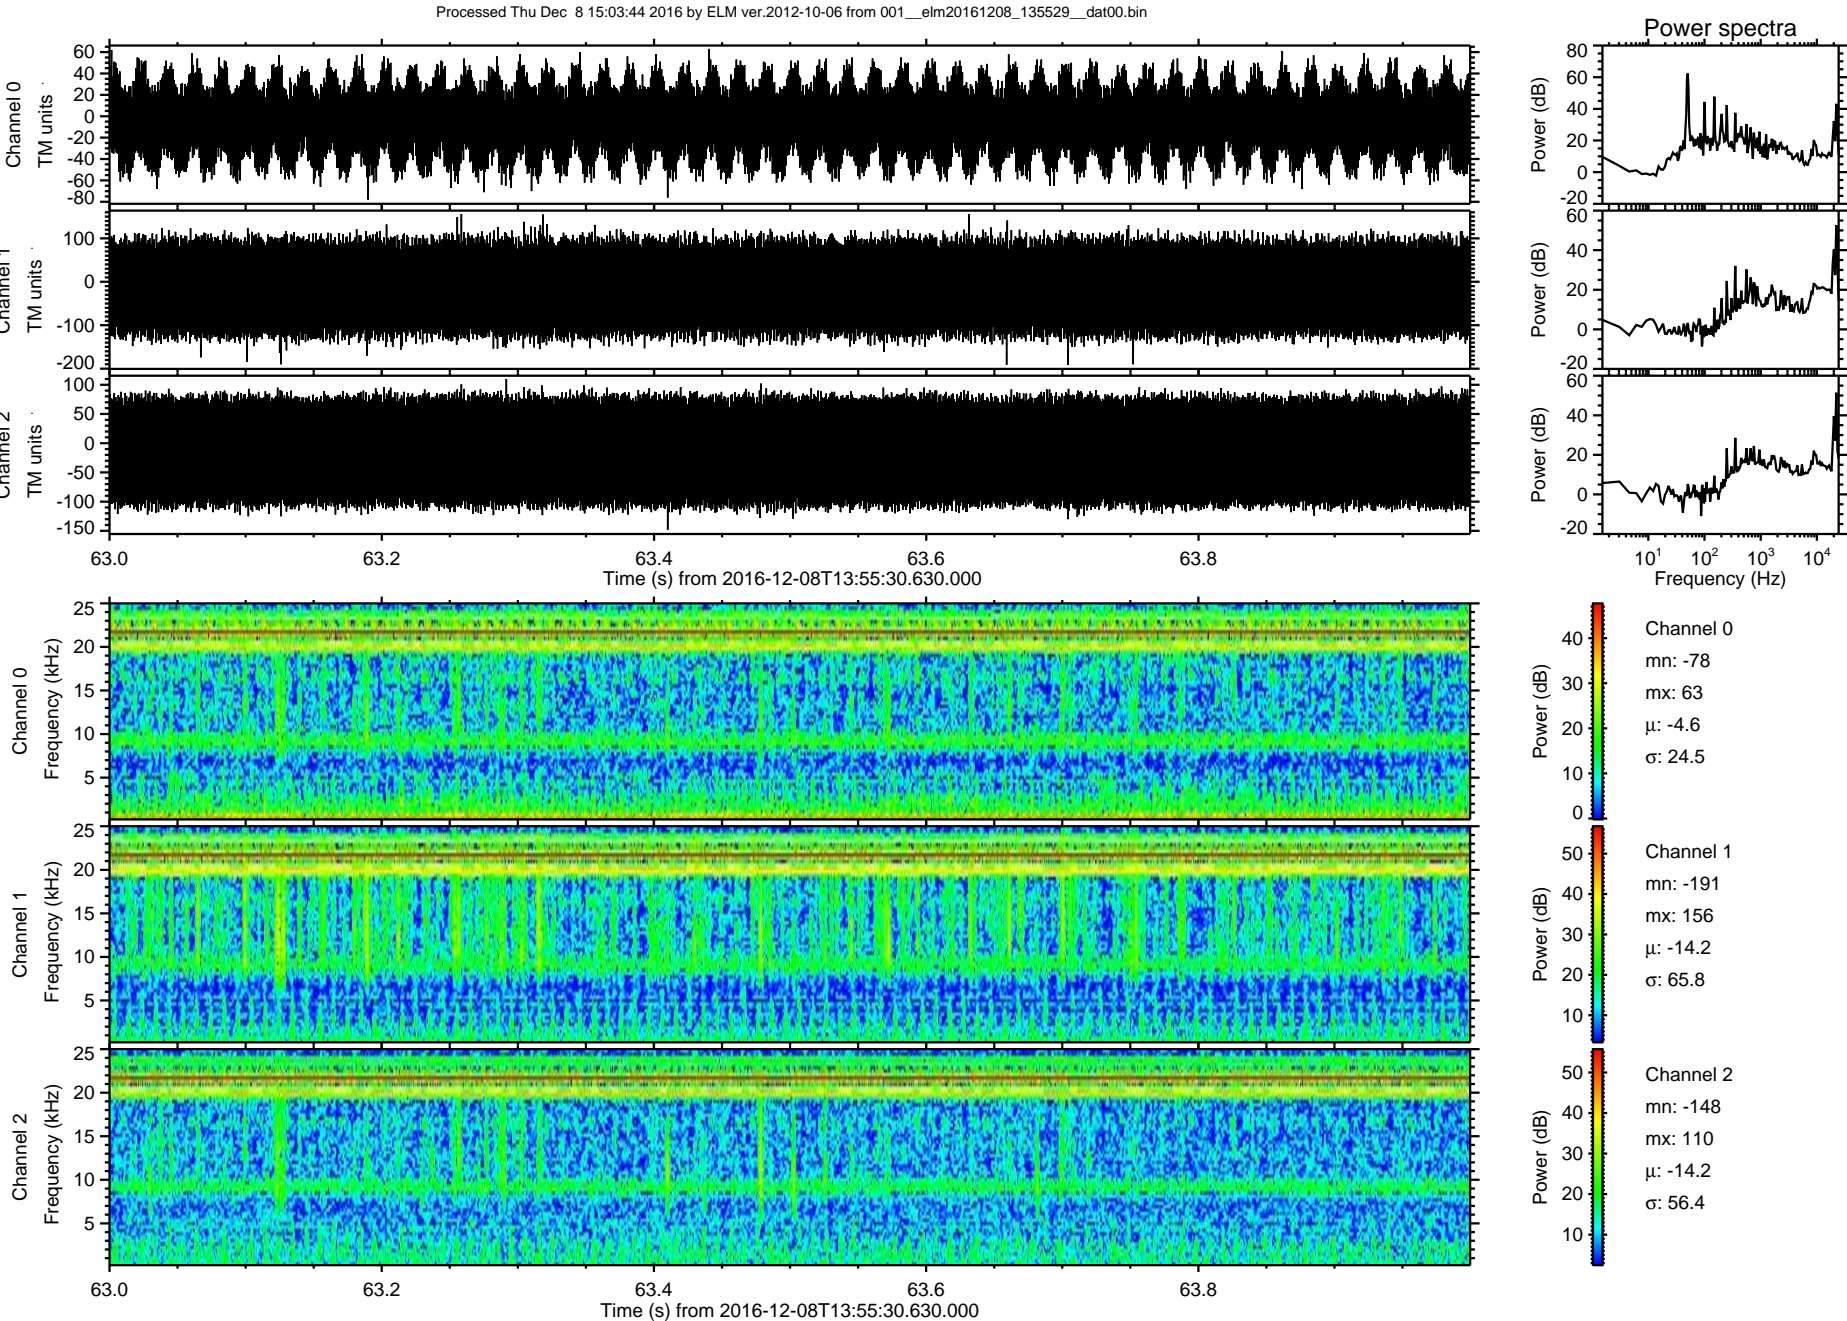 Processed Thu Dec  8 15:03:44 2016 by ELM ver.2012-10-06 from 001__elm20161208_135529__dat00.bin
Power spectra
Channel 0
TM units
60
40
20
0
-20
-40
-60
-80
Power (dB)
80
60
40
20
0
-20
Channel 1
TM units
100
0
-100
-200
Power (dB)
60
40
20
0
-20
Channel 2
TM units
100
50
0
-50
-100
-150
Power (dB)
60
40
20
0
-20
63.0 63.2 63.4 63.6 63.8
Time (s) from 2016-12-08T13:55:30.630.000
10¹ 10² 10³ 10⁴
Frequency (Hz)
Channel 0
Frequency (kHz)
25
20
15
10
5
Power (dB)
40
30
20
10
0
Channel 0
mn: -78
mx: 63
μ: -4.6
σ: 24.5
Channel 1
Frequency (kHz)
25
20
15
10
5
Power (dB)
50
40
30
20
10
Channel 1
mn: -191
mx: 156
μ: -14.2
σ: 65.8
Channel 2
Frequency (kHz)
25
20
15
10
5
Power (dB)
50
40
30
20
10
Channel 2
mn: -148
mx: 110
μ: -14.2
σ: 56.4
63.0 63.2 63.4 63.6 63.8
Time (s) from 2016-12-08T13:55:30.630.000